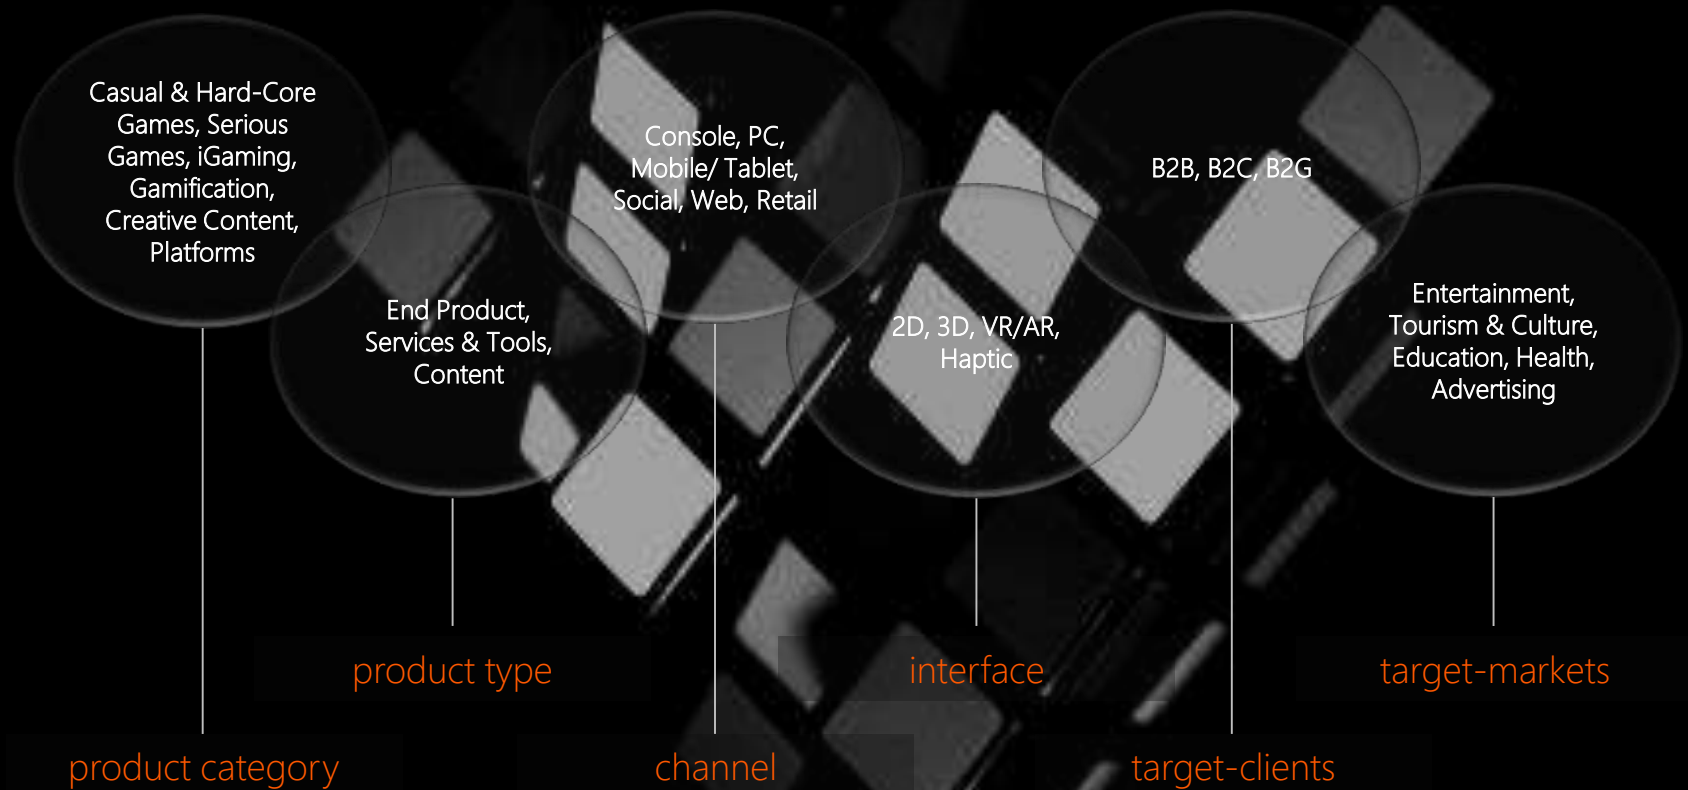 Casual & Hard-Core
Games, Serious
Games, iGaming,
Gamification,
Creative Content,
Platforms
End Product,
Services & Tools,
Content
Console, PC,
Mobile/ Tablet,
Social, Web, Retail
2D, 3D, VR/AR,
Haptic
B2B, B2C, B2G
Entertainment,
Tourism & Culture,
Education, Health,
Advertising
product type
interface
target-markets
product category
channel
target-clients